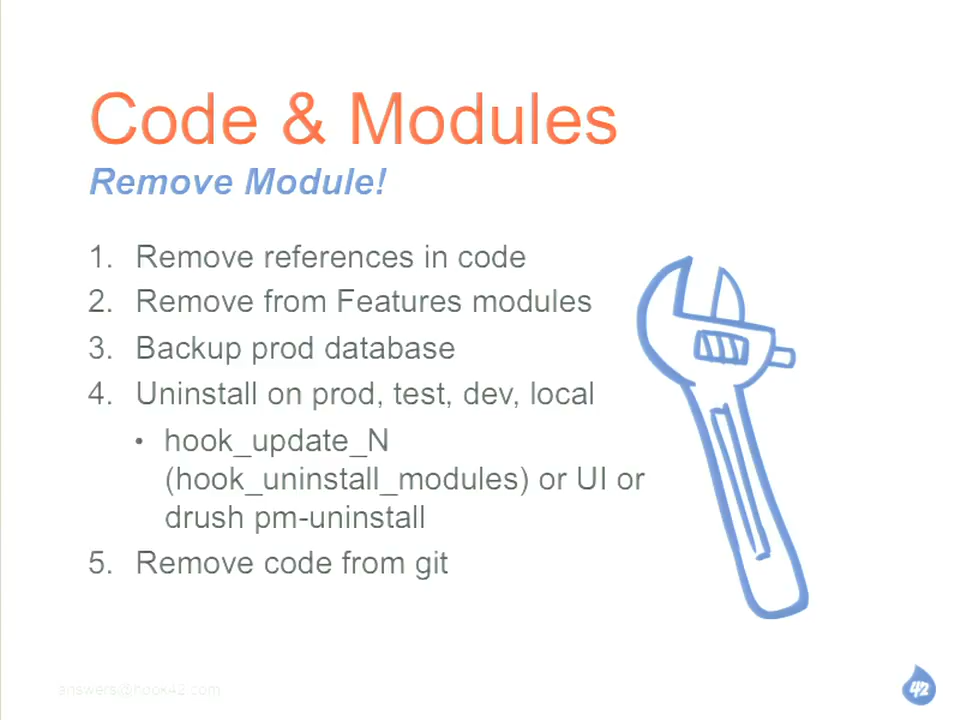 Code & Modules
Remove Module!
1. Remove references in code
2. Remove from Features modules
3. Backup prod database
4. Uninstall on prod, test, dev, local
• hook_update_N
(hook_uninstall_modules) or UI or
drush pm-uninstall
5. Remove code from git
answers@hook42.com
42